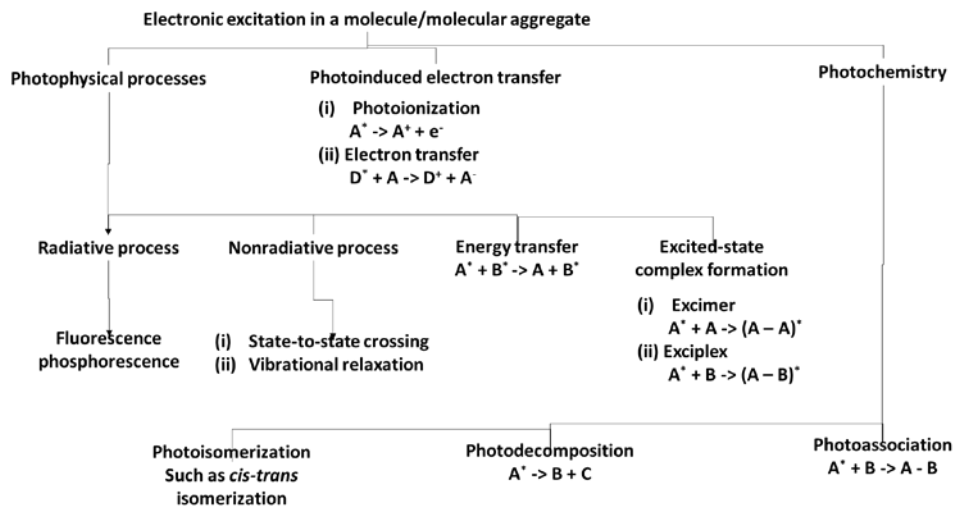 Electronic excitation in a molecule/molecular aggregate
Photophysical processes
Photoinduced electron transfer
Photochemistry
(i) Photoionization
A* -> A⁺ + e⁻
(ii) Electron transfer
D* + A -> D⁺ + A⁻
Radiative process
Nonradiative process
Energy transfer
A* + B* -> A + B*
Excited-state
complex formation
Fluorescence
phosphorescence
(i) State-to-state crossing
(ii) Vibrational relaxation
(i) Excimer
A* + A -> (A – A)*
(ii) Exciplex
A* + B -> (A – B)*
Photoisomerization
Such as cis-trans
isomerization
Photodecomposition
A* -> B + C
Photoassociation
A* + B -> A - B